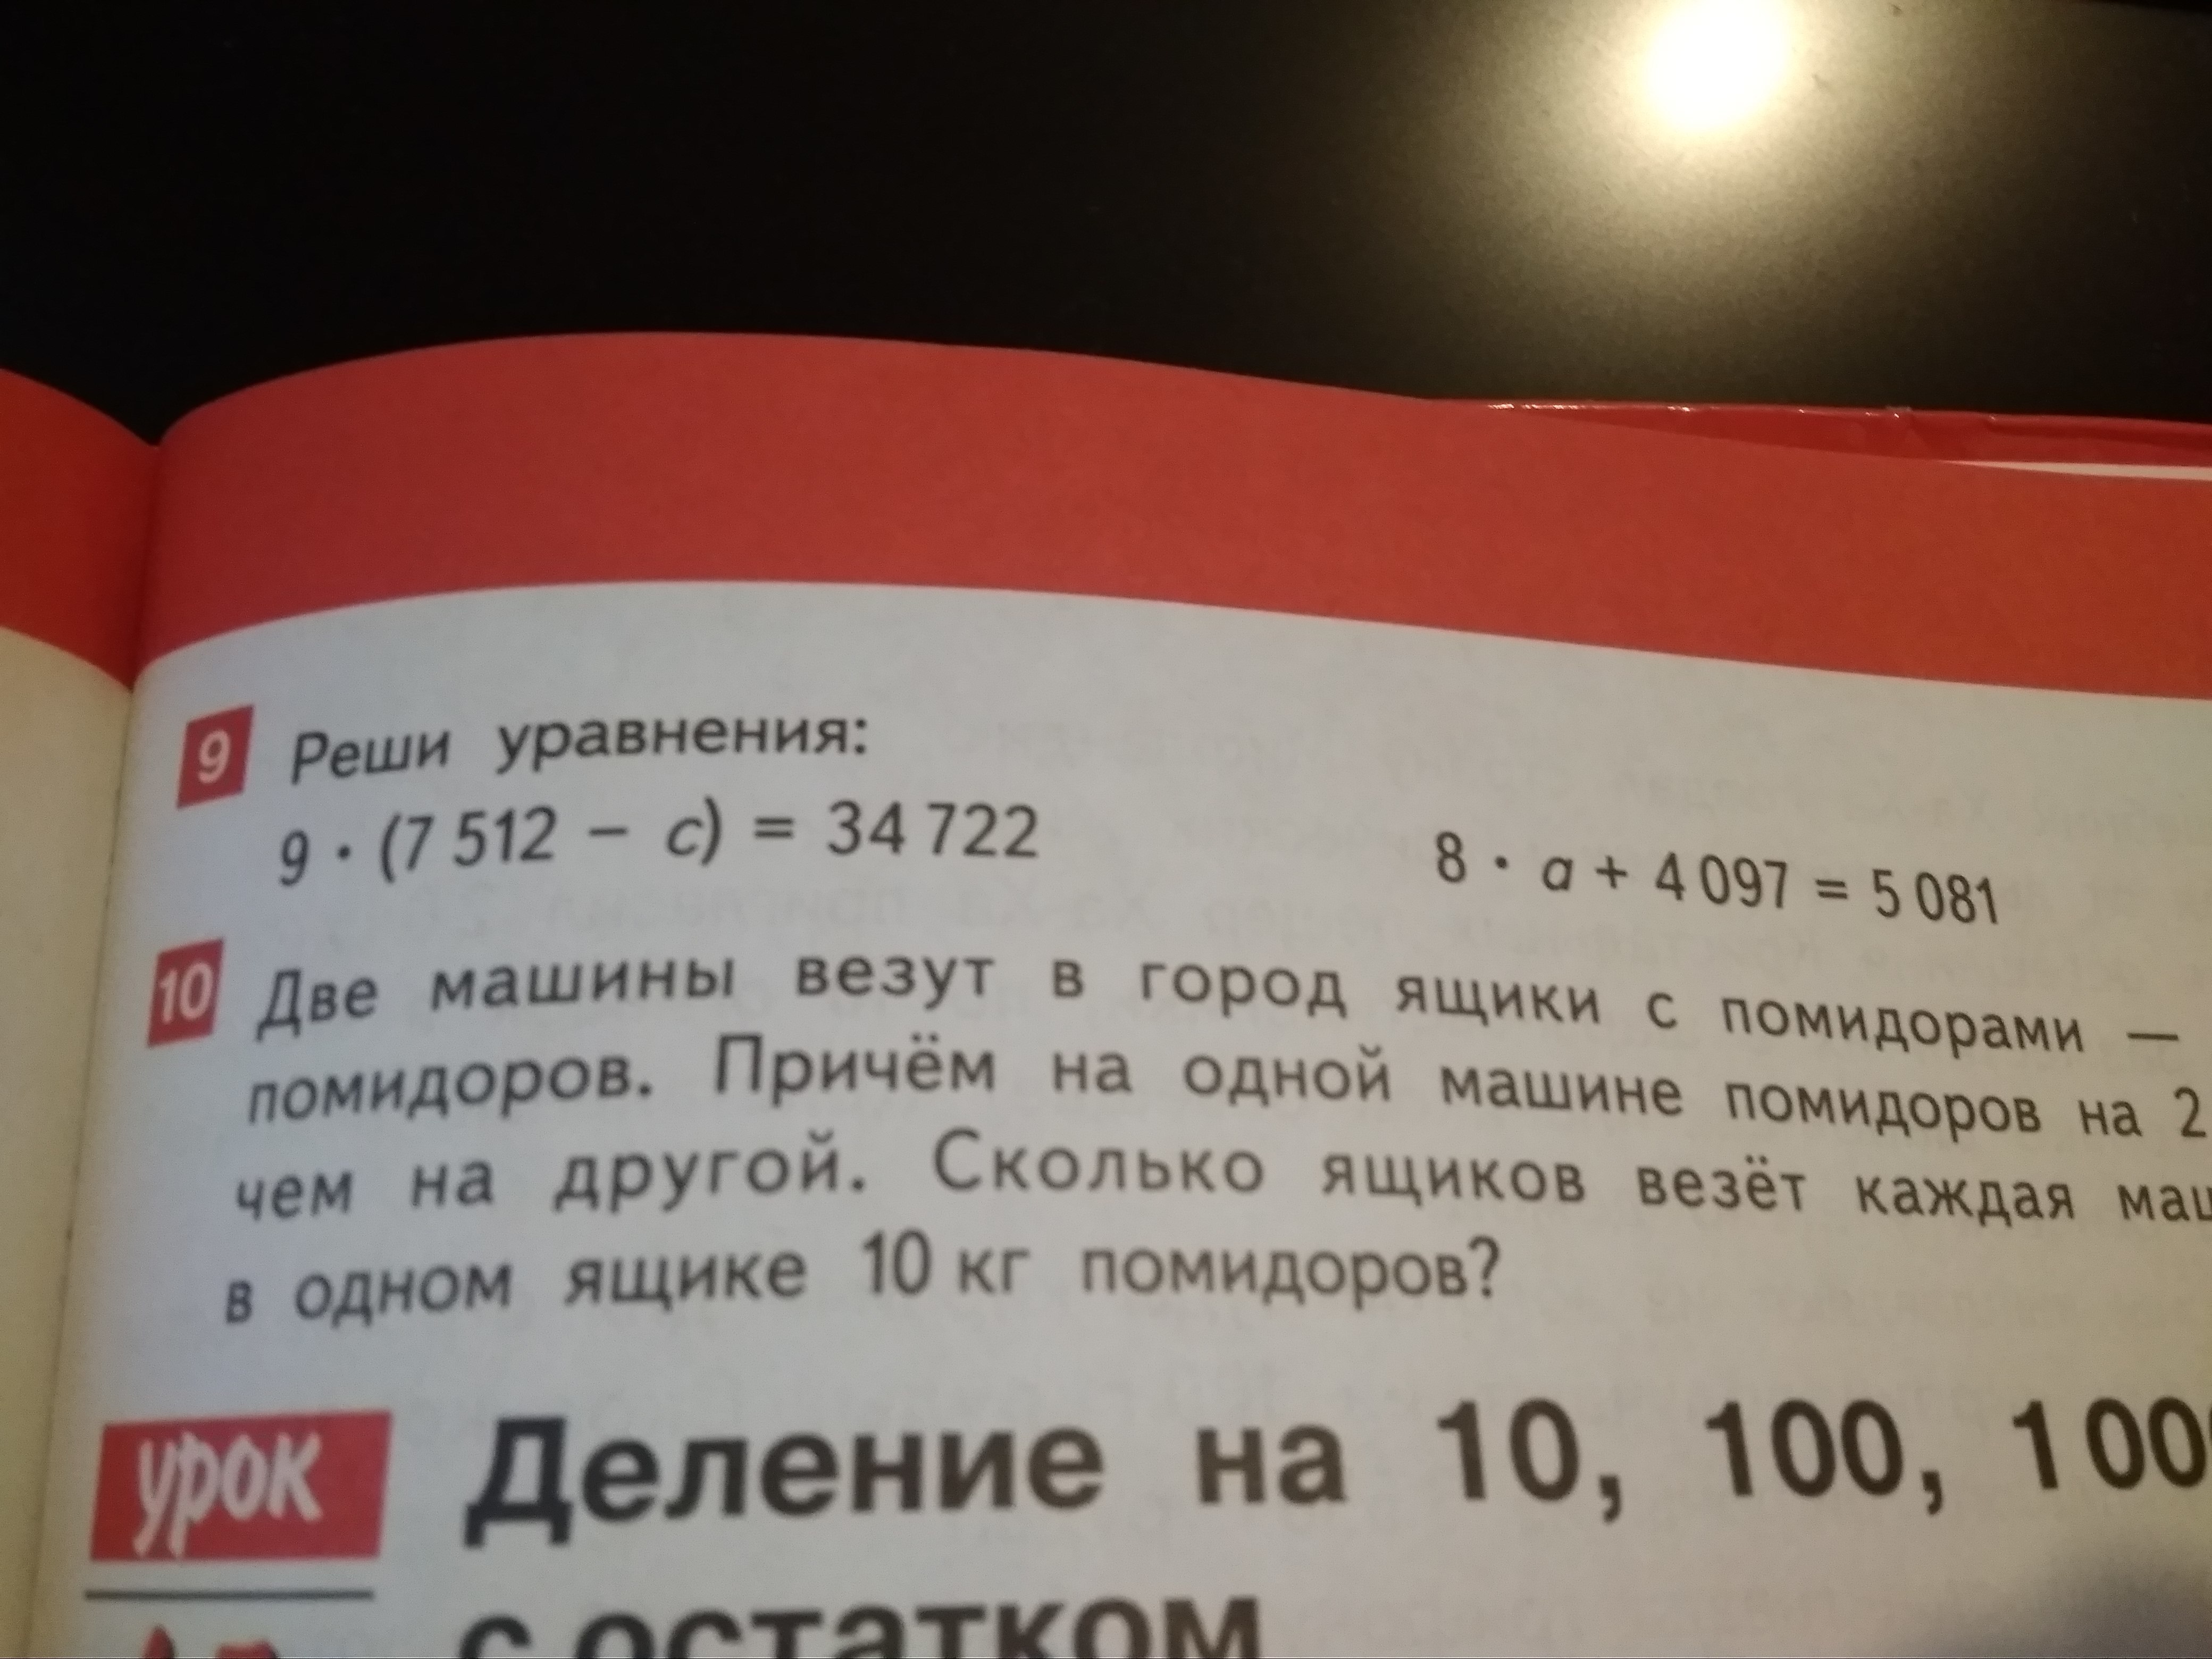 9 Реши уравнения:
9 · (7 512 − c) = 34 722
8 · a + 4 097 = 5 081
10 Две машины везут в город ящики с помидорами —
помидоров. Причём на одной машине помидоров на 2
чем на другой. Сколько ящиков везёт каждая
в одном ящике 10 кг помидоров?
урок Деление на 10, 100, 1 00
с остатком